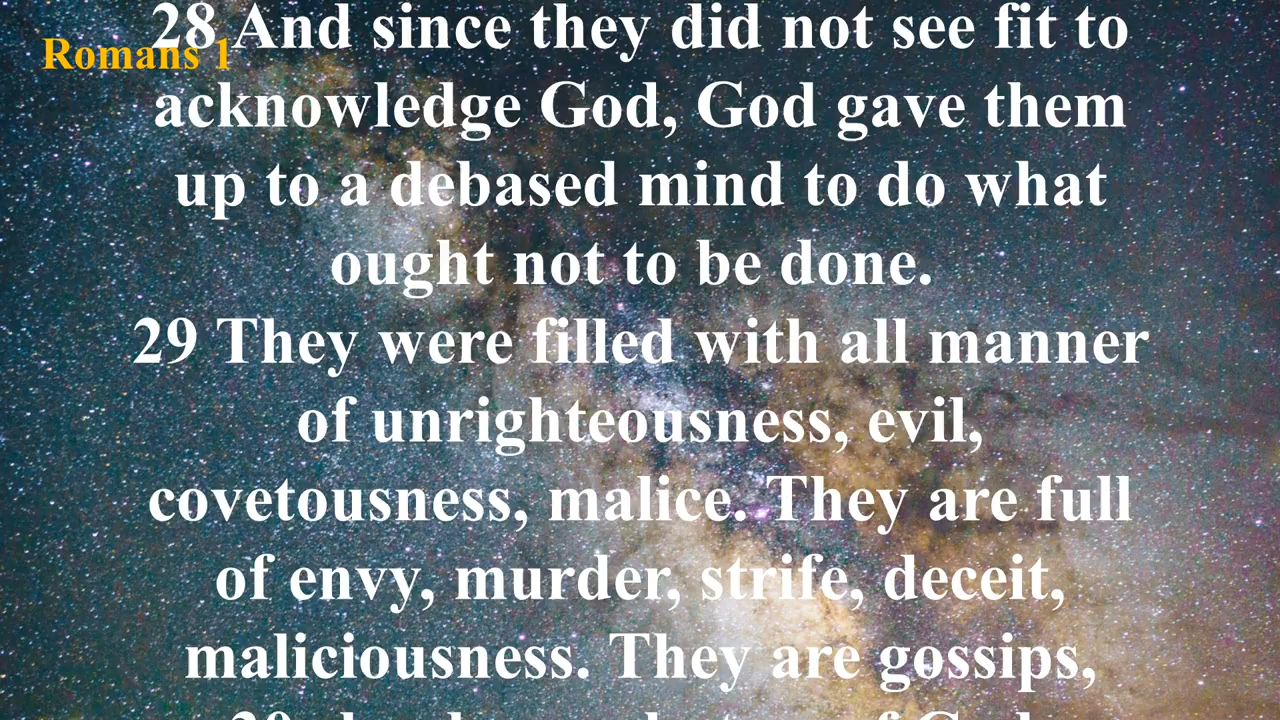 Romans 1
28 And since they did not see fit to
acknowledge God, God gave them
up to a debased mind to do what
ought not to be done.
29 They were filled with all manner
of unrighteousness, evil,
covetousness, malice. They are full
of envy, murder, strife, deceit,
maliciousness. They are gossips,